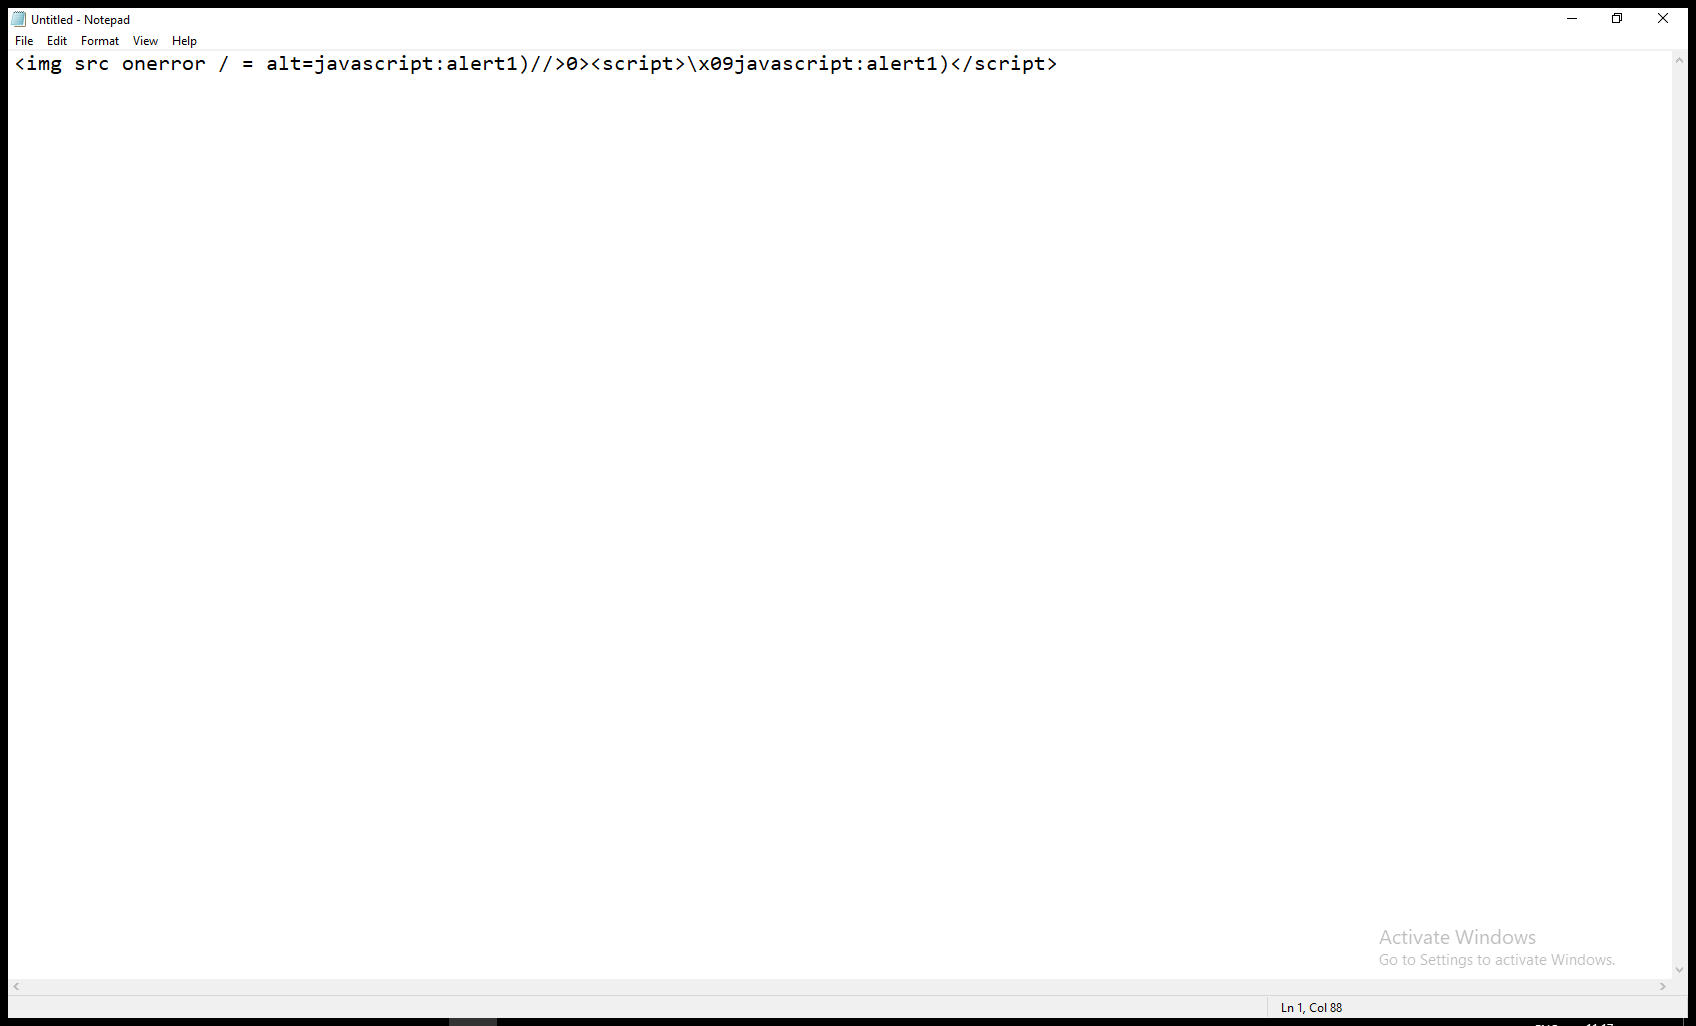 Untitled - Notepad
File Edit Format View Help
<img src onerror / = alt=javascript:alert1)//>0><script>\x09javascript:alert1)</script>
Activate Windows
Go to Settings to activate Windows.
Ln 1, Col 88